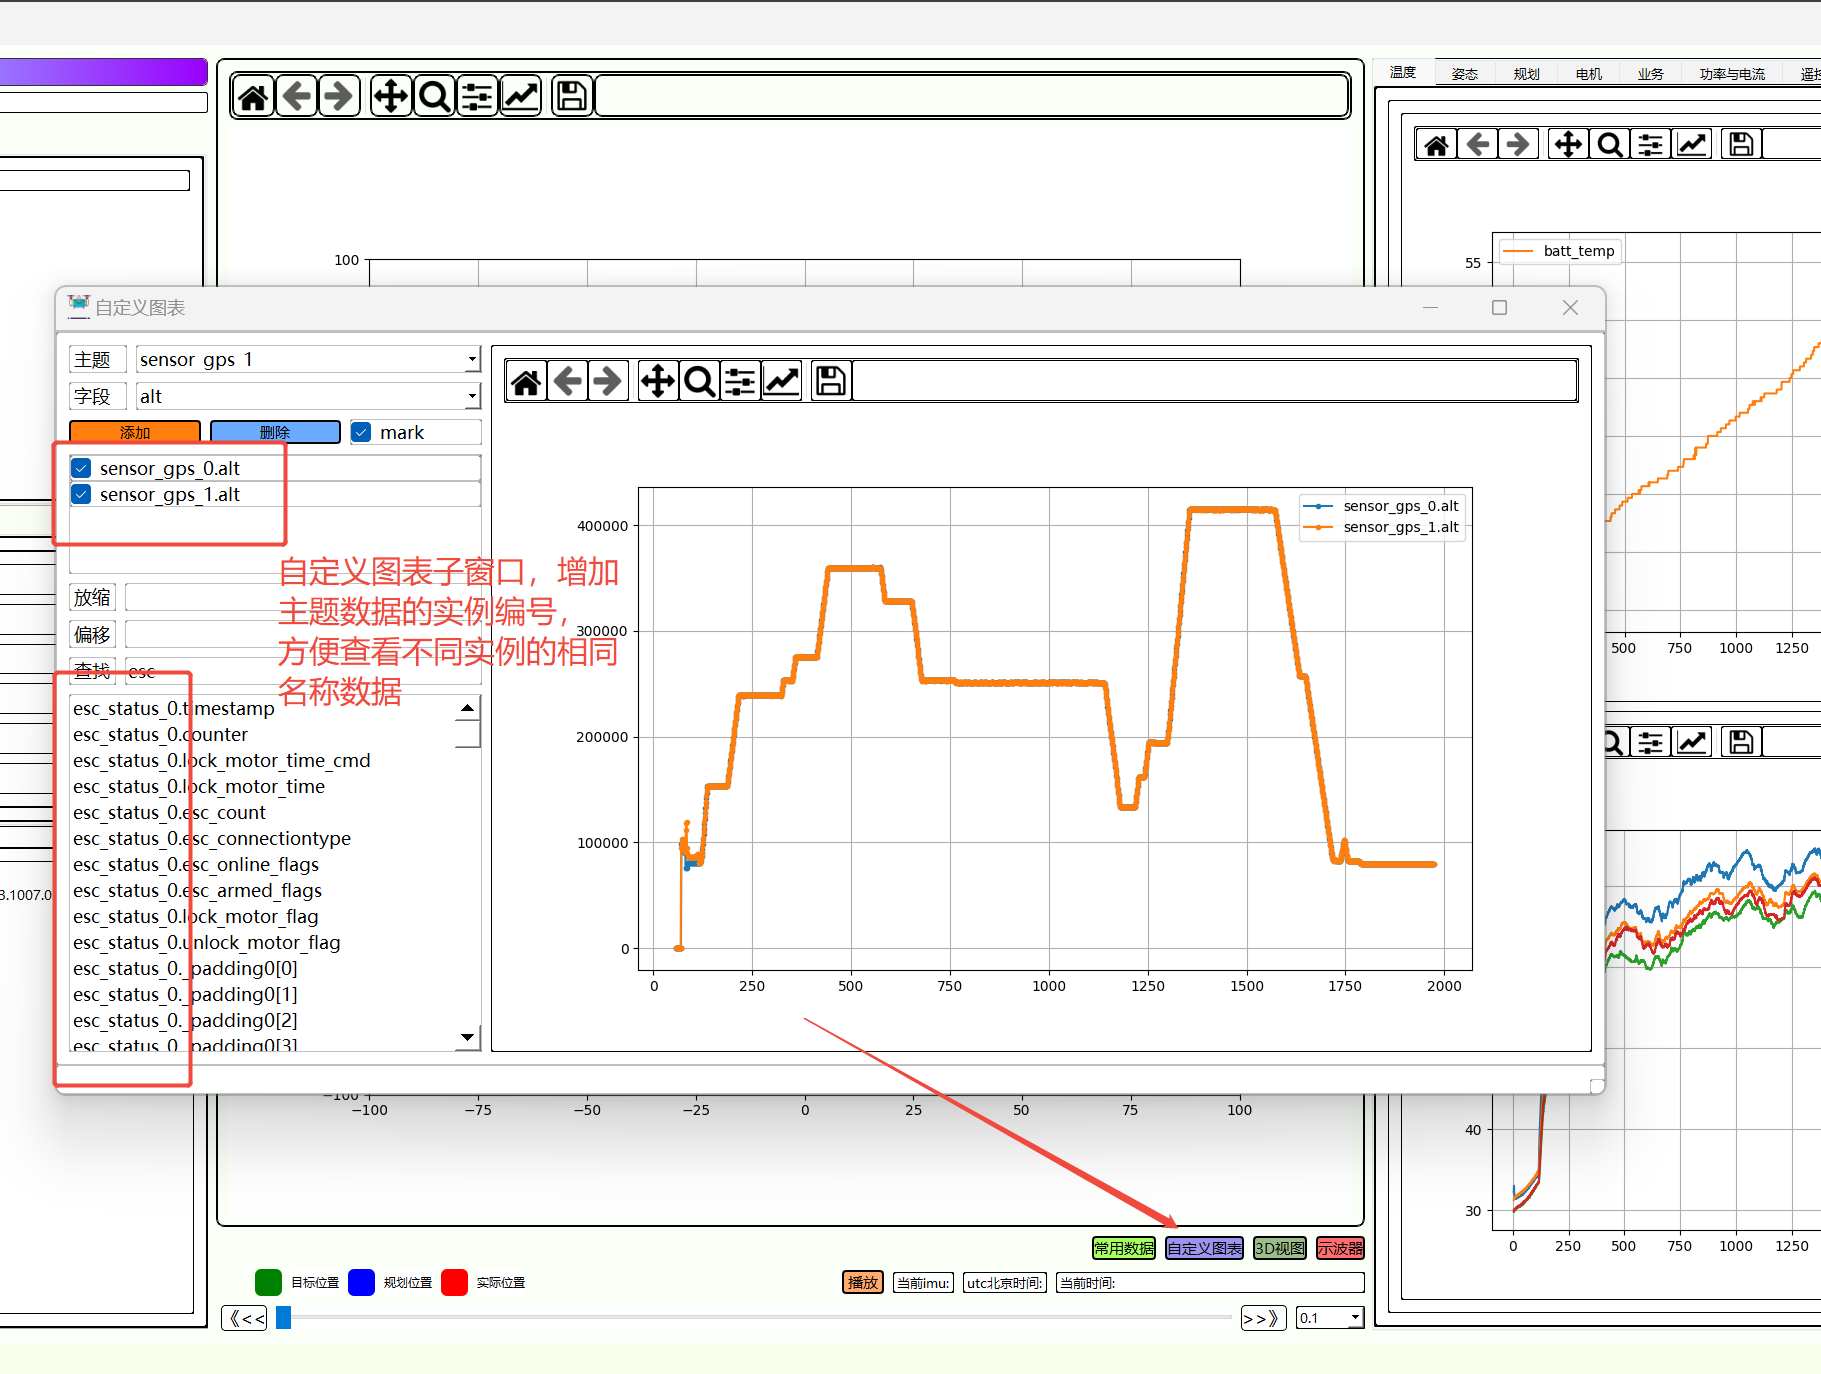 温度 姿态 规划 电机 业务 功率与电流
100
batt_temp
55
自定义图表
主题 sensor_gps_1
字段 alt
添加 删除 mark
sensor_gps_0.alt
sensor_gps_1.alt
自定义图表子窗口，增加
主题数据的实例编号，
方便查看不同实例的相同
名称数据
放缩
偏移
查找 esc
esc_status_0.timestamp
esc_status_0.counter
esc_status_0.lock_motor_time_cmd
esc_status_0.lock_motor_time
esc_status_0.esc_count
esc_status_0.esc_connectiontype
esc_status_0.esc_online_flags
esc_status_0.esc_armed_flags
esc_status_0.lock_motor_flag
esc_status_0.unlock_motor_flag
esc_status_0._padding0[0]
esc_status_0._padding0[1]
esc_status_0._padding0[2]
esc_status_0._padding0[3]
sensor_gps_0.alt
sensor_gps_1.alt
400000
300000
200000
100000
0
0 250 500 750 1000 1250 1500 1750 2000
500 750 1000 1250
3.1007.0
−100
−100 −75 −50 −25 0 25 50 75 100
40
30
0 250 500 750 1000 1250
常用数据 自定义图表 3D视图 示波器
目标位置 规划位置 实际位置
播放 当前imu: utc北京时间: 当前时间:
《<< >>》 0.1